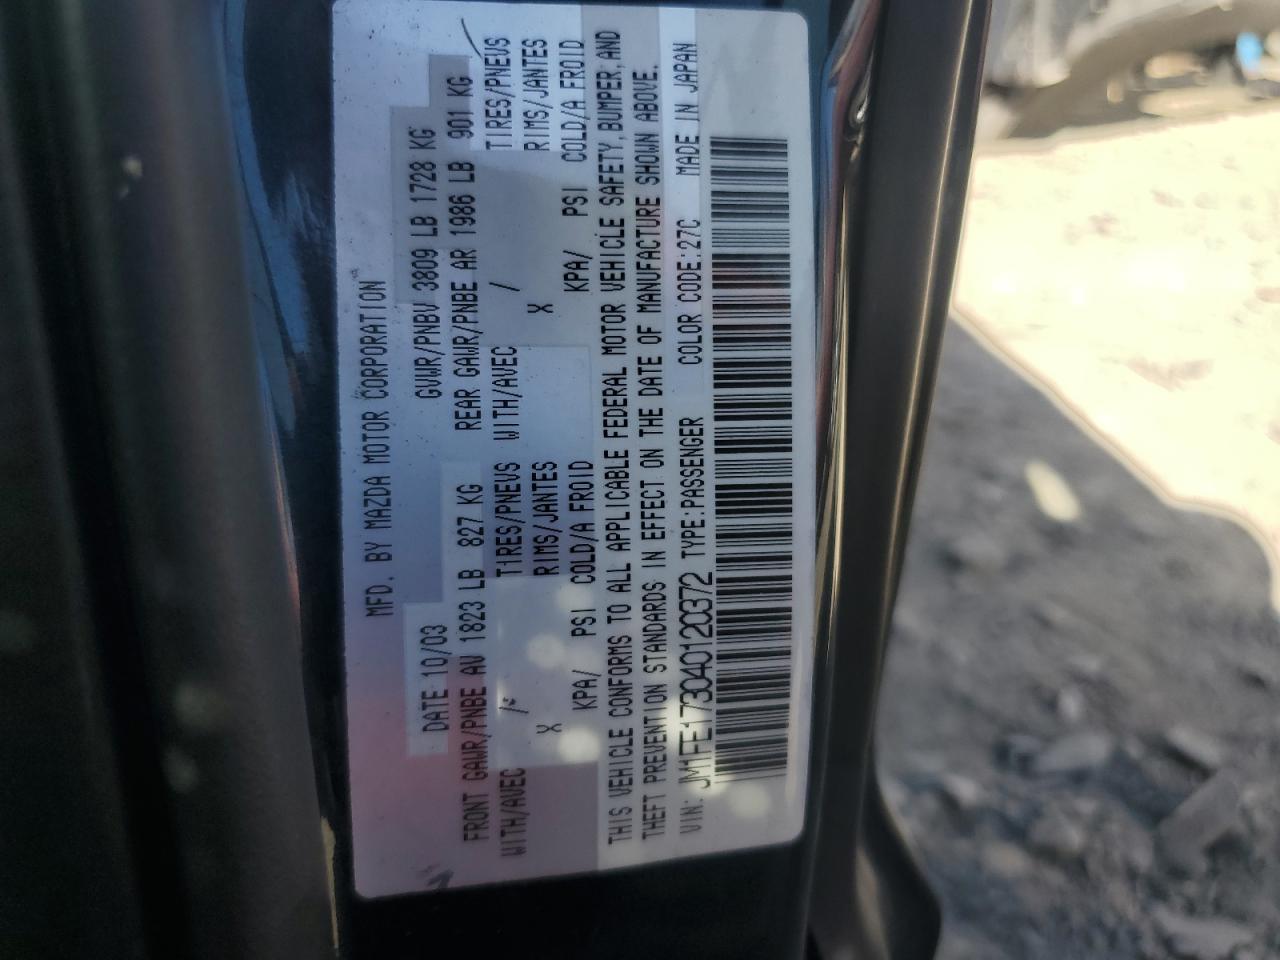 MFD. BY MAZDA MOTOR CORPORATION
DATE 10/03 GVWR/PNBV 3809 LB 1728 KG
FRONT GAWR/PNBE AV 1823 LB 827 KG REAR GAWR/PNBE AR 1986 LB 901 KG
WITH/AVEC / TIRES/PNEUS WITH/AVEC / TIRES/PNEUS
X RIMS/JANTES X RIMS/JANTES
KPA/ PSI COLD/A FROID KPA/ PSI COLD/A FROID
THIS VEHICLE CONFORMS TO ALL APPLICABLE FEDERAL MOTOR VEHICLE SAFETY, BUMPER, AND
THEFT PREVENTION STANDARDS IN EFFECT ON THE DATE OF MANUFACTURE SHOWN ABOVE.
VIN: JM1FE173040120372 TYPE:PASSENGER COLOR CODE:27C MADE IN JAPAN